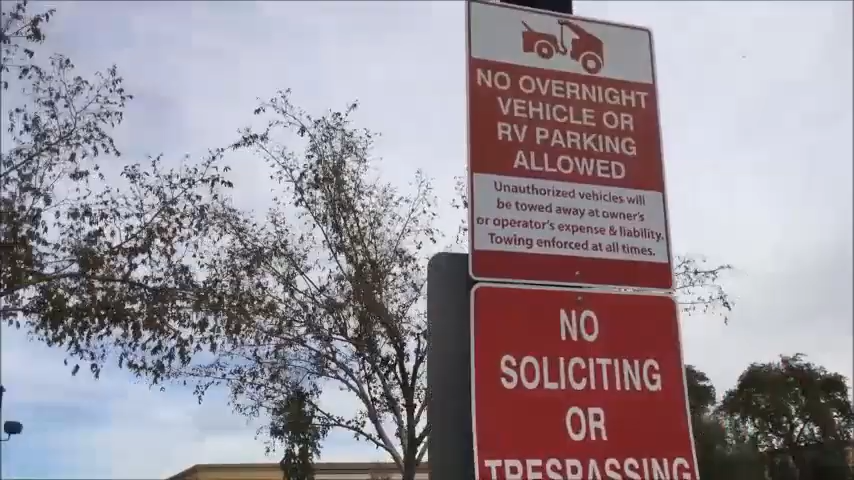 NO OVERNIGHT
VEHICLE OR
RV PARKING
ALLOWED
Unauthorized vehicles will
be towed away at owner's
or operator's expense & liability.
Towing enforced at all times.
NO
SOLICITING
OR
TRESPASSING